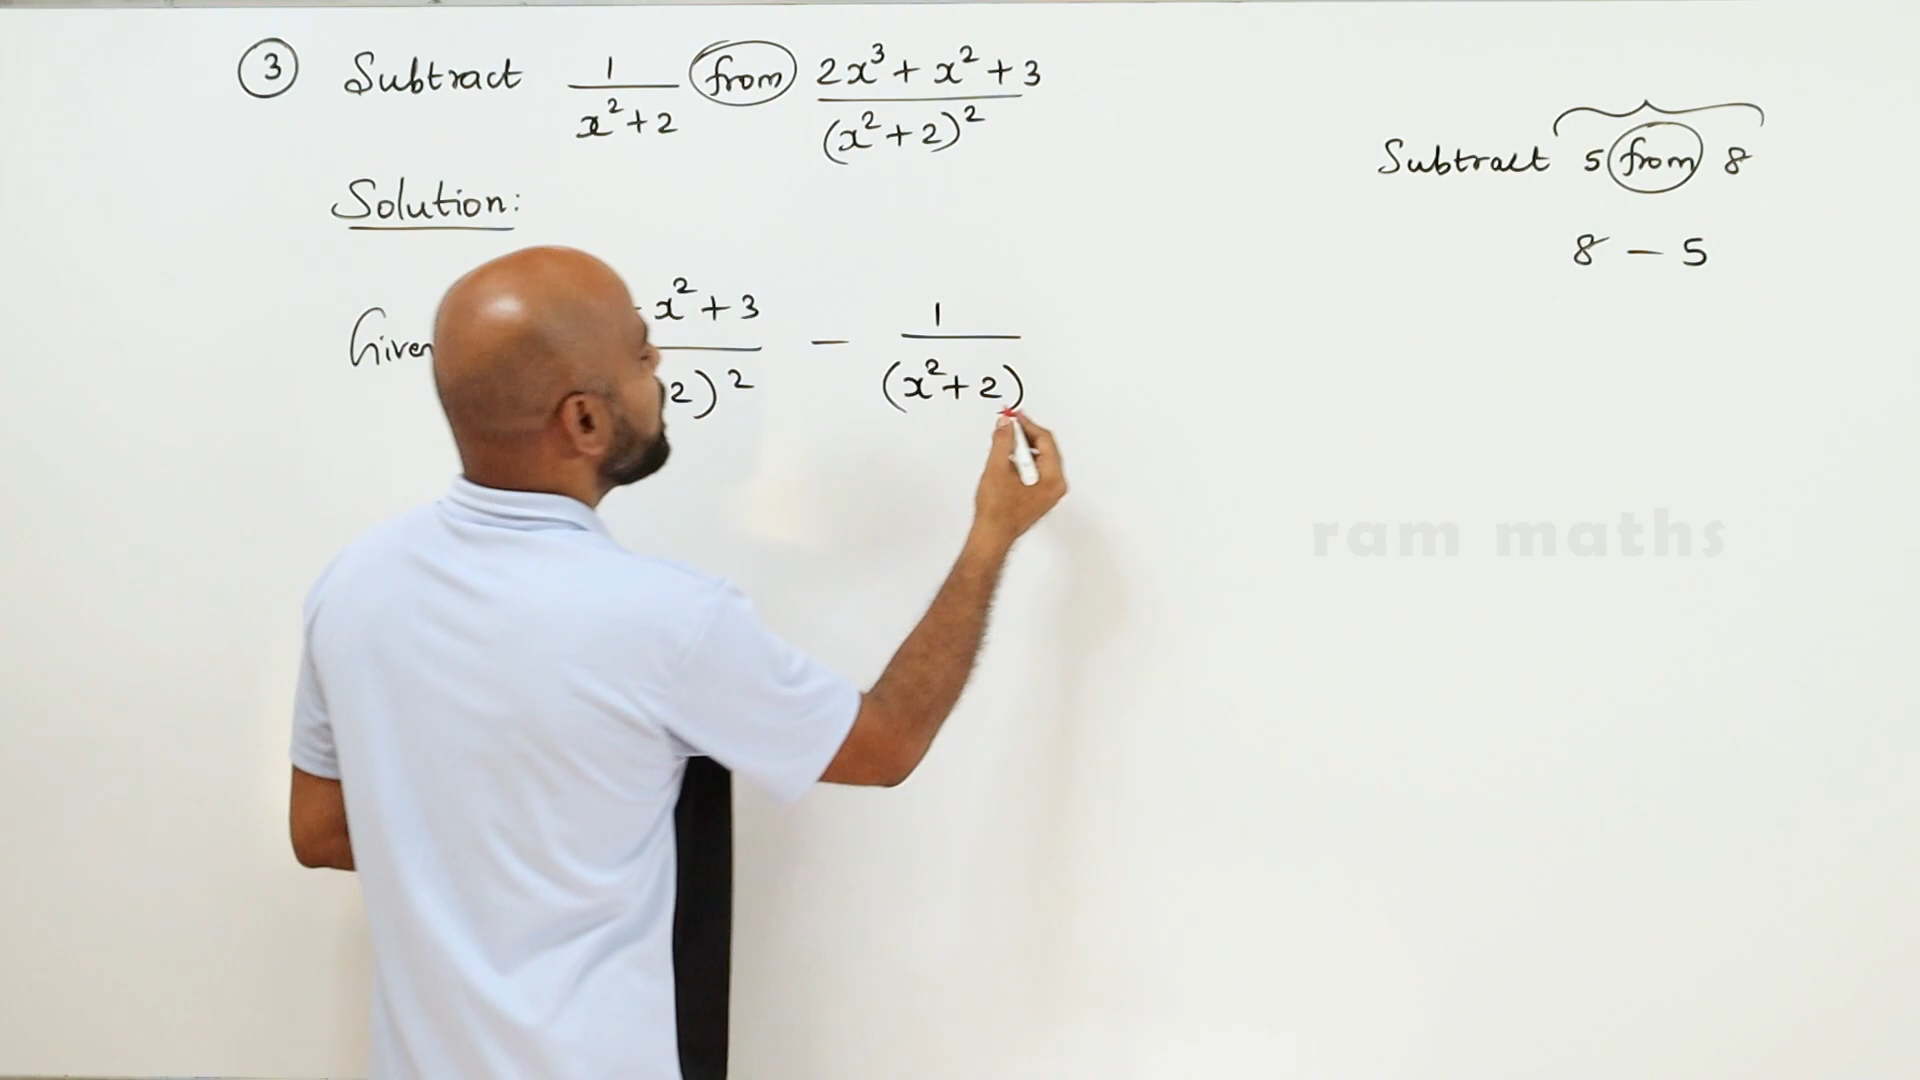 ③ Subtract 1/(x²+2) from (2x³ + x² + 3)/(x²+2)²
Subtract 5 from 8
8 – 5
Solution:
Given x² + 3 / 2)² – 1/(x²+2)
ram maths